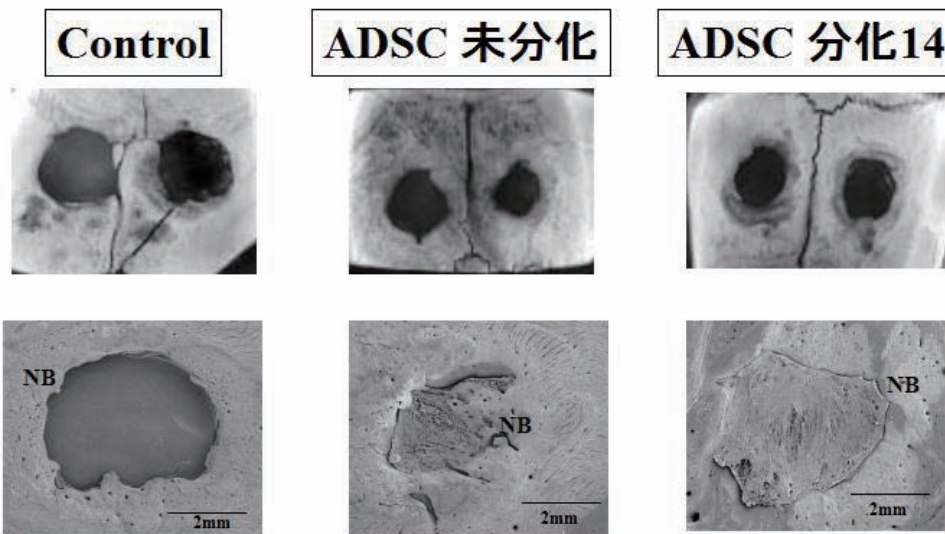 Control
ADSC 未分化
ADSC 分化14
NB
2mm
NB
2mm
NB
2mm